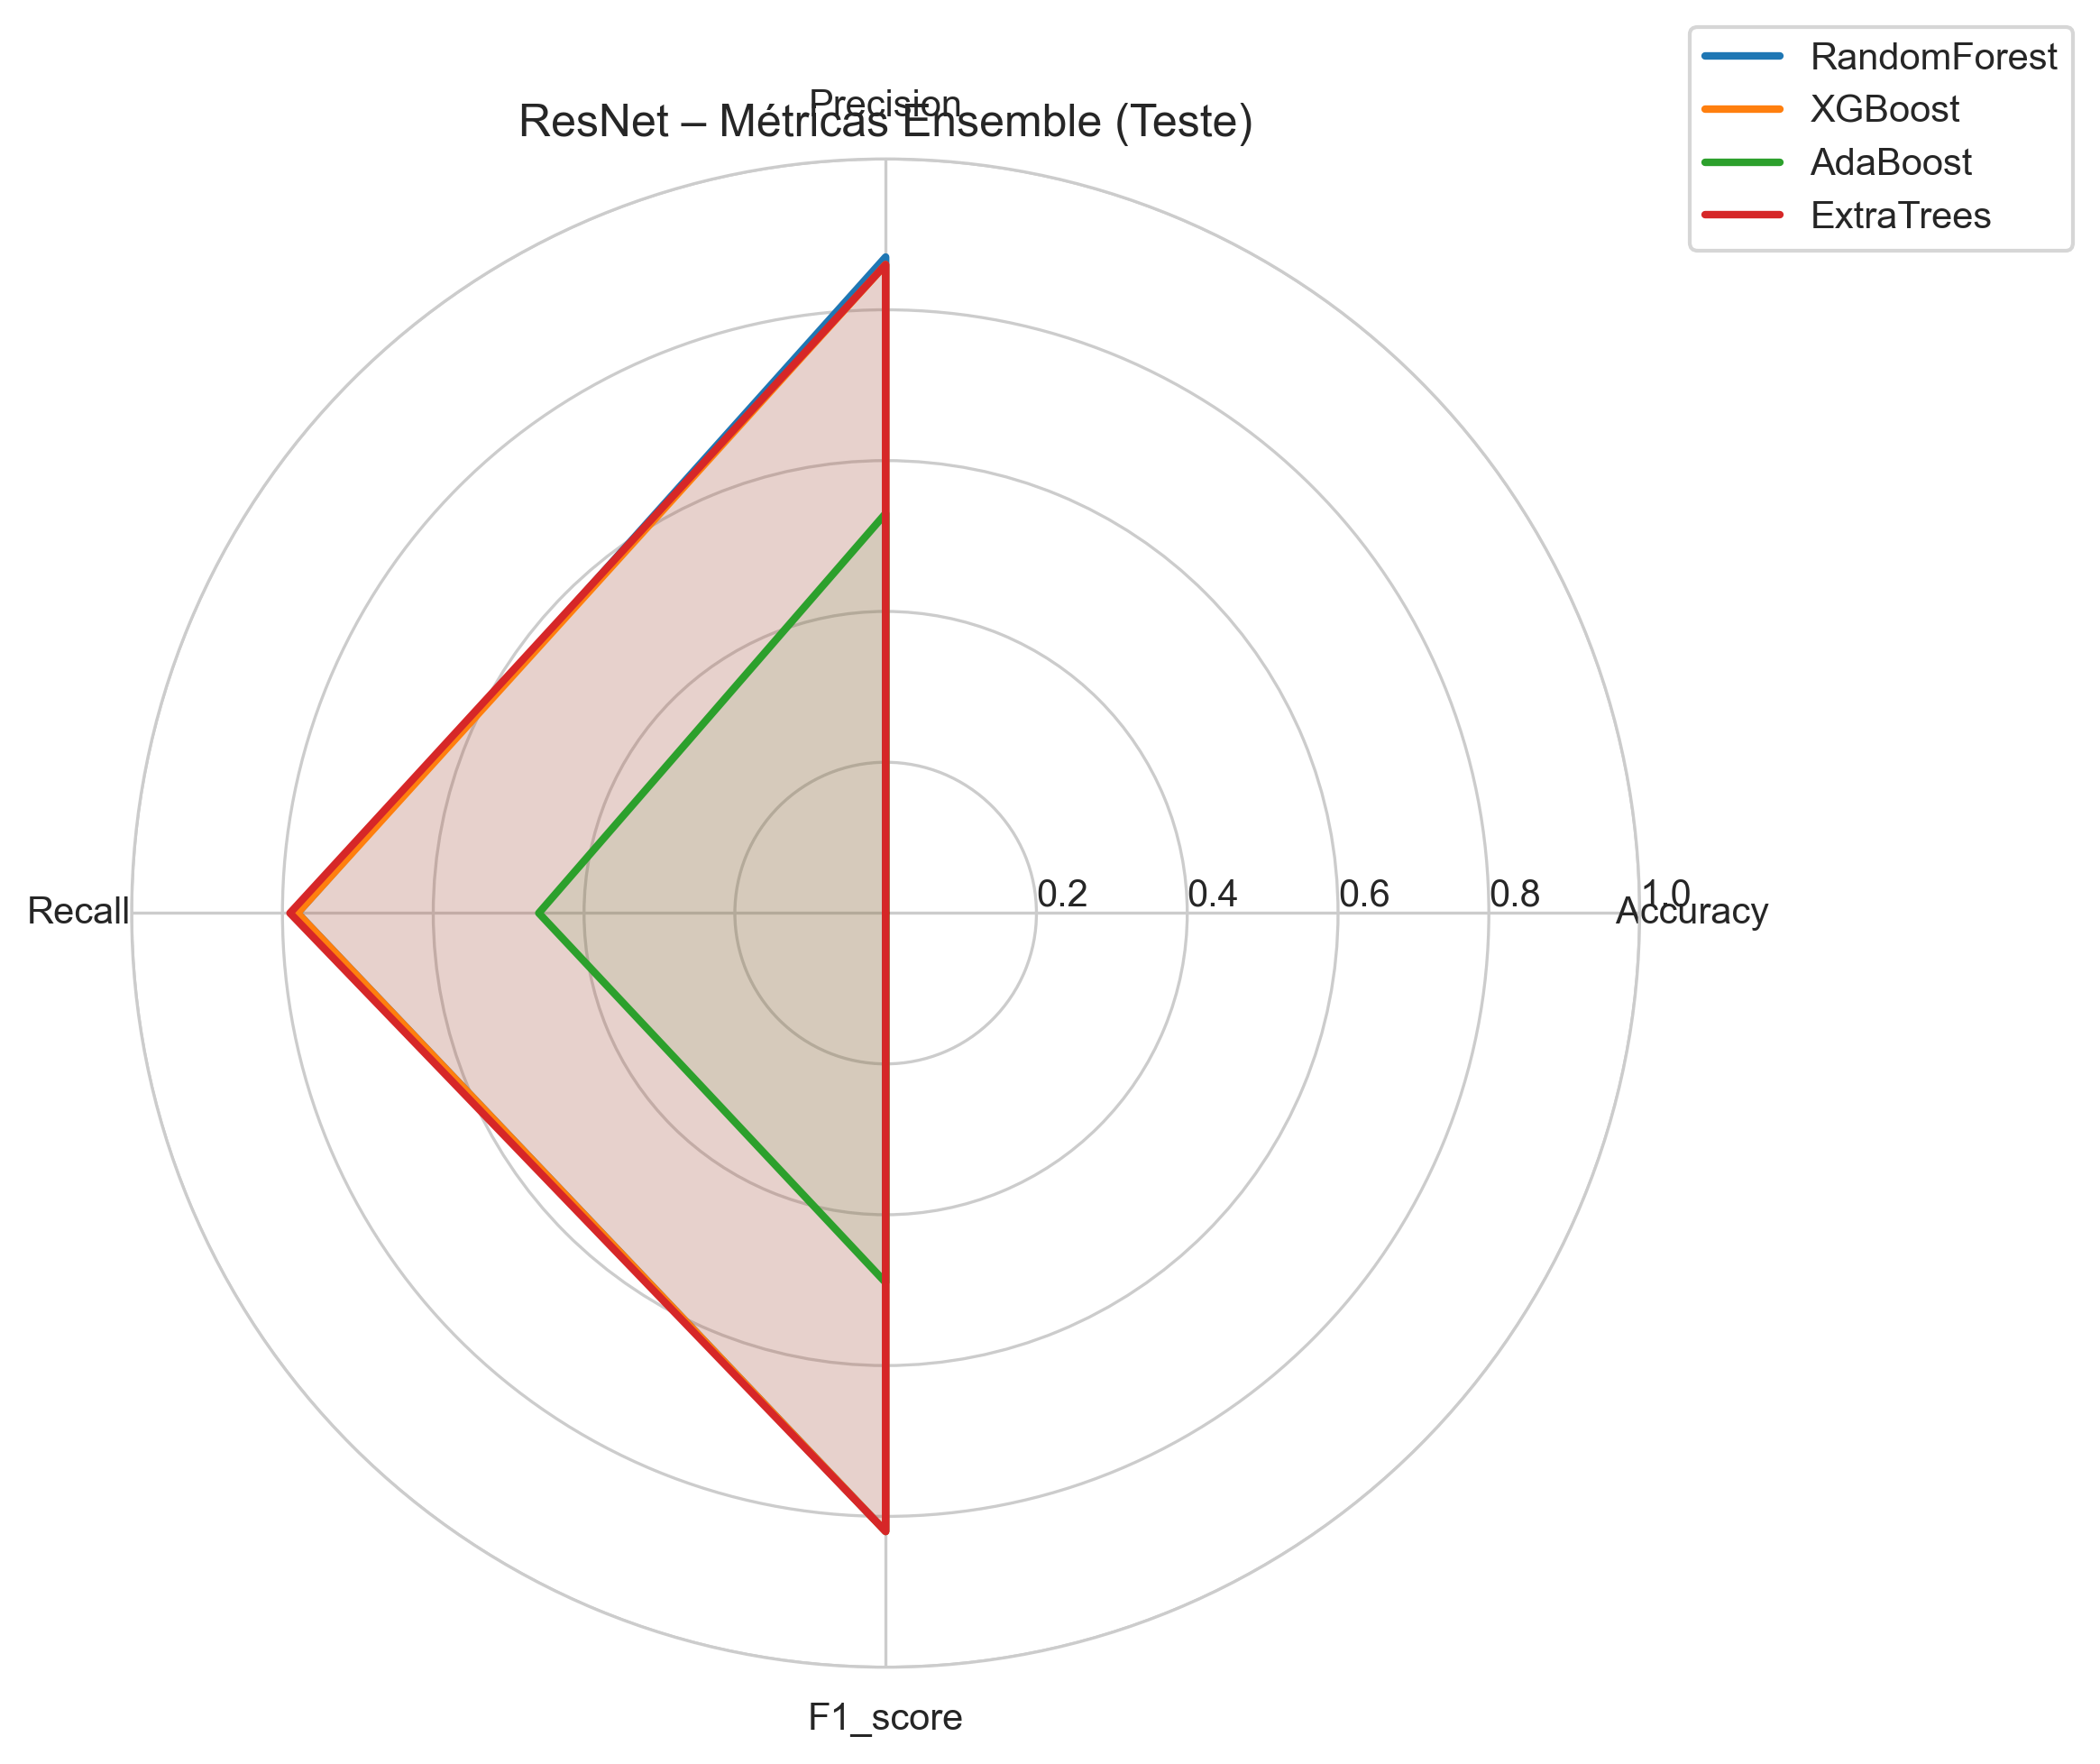 Precision
ResNet – Métricas Ensemble (Teste)
RandomForest
XGBoost
AdaBoost
ExtraTrees
Recall
0.2
0.4
0.6
0.8
1.0
Accuracy
F1_score